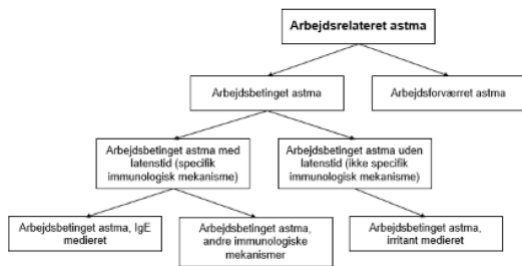 Arbejdsrelateret astma
Arbejdsbetinget astma
Arbejdsforværret astma
Arbejdsbetinget astma med
latenstid (specifik
immunologisk mekanisme)
Arbejdsbetinget astma uden
latenstid (ikke specifik
immunologisk mekanisme)
Arbejdsbetinget astma, IgE
medieret
Arbejdsbetinget astma,
andre immunologiske
mekanismer
Arbejdsbetinget astma,
irritant medieret